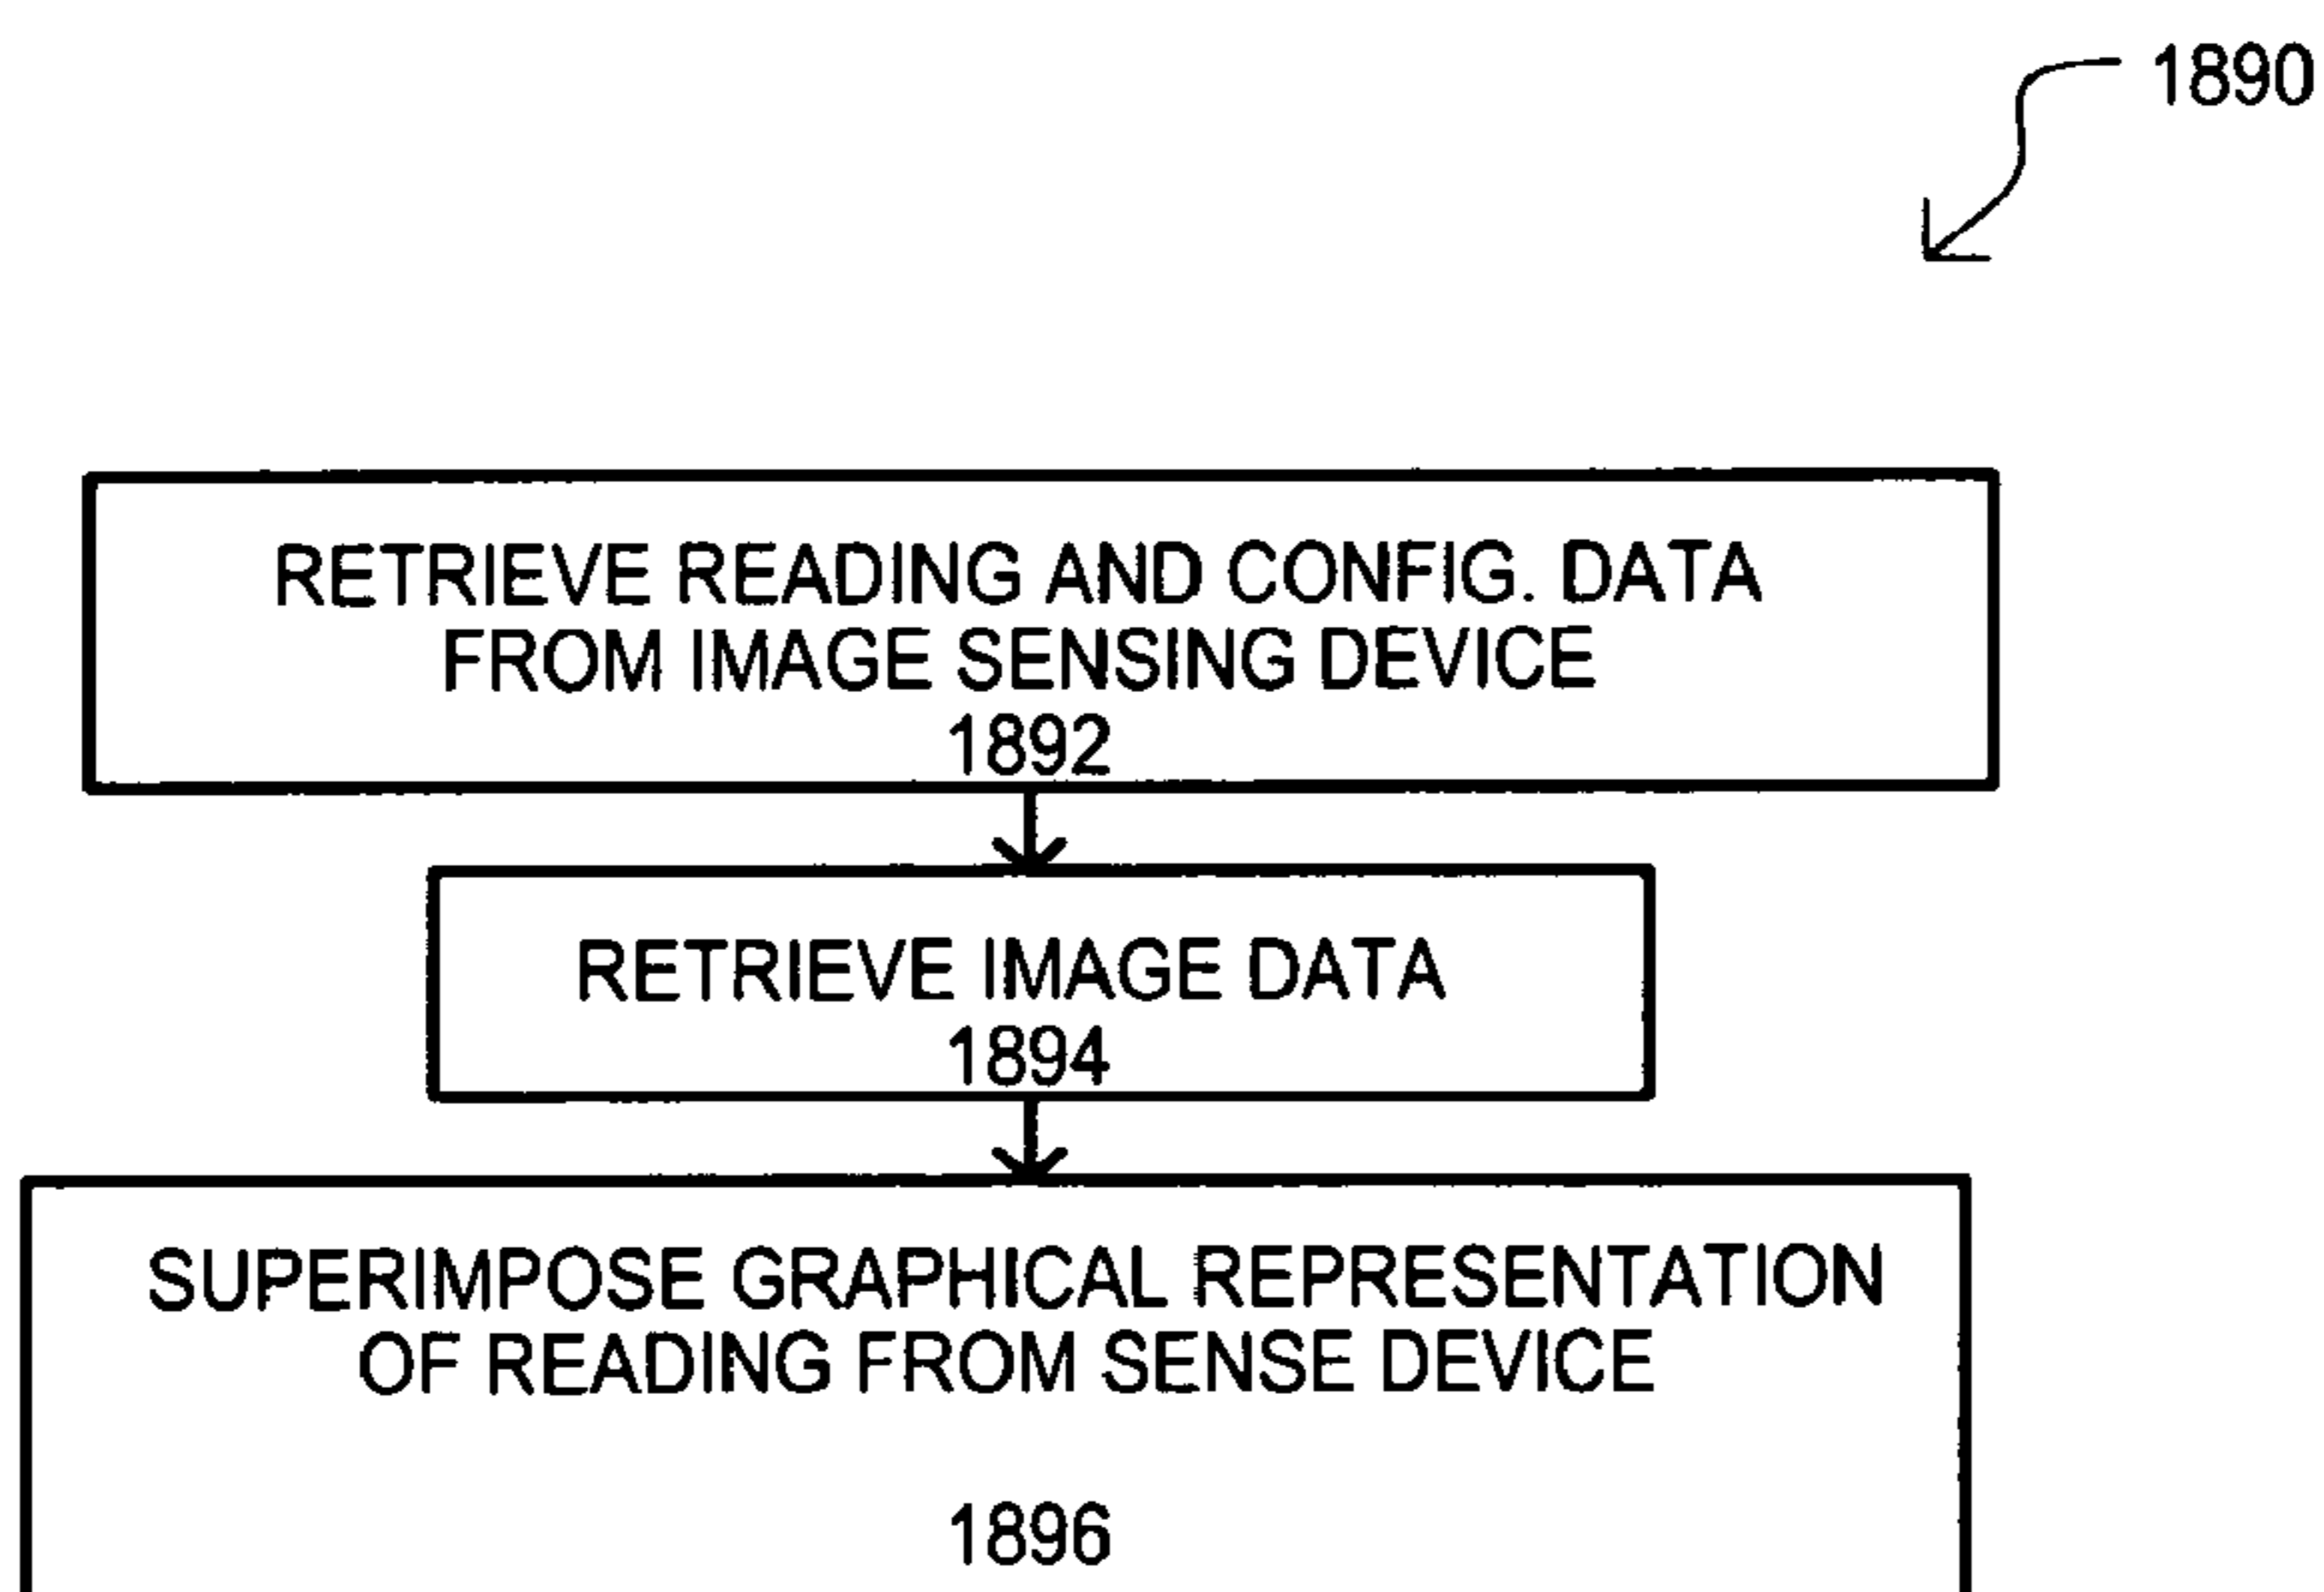 1890
RETRIEVE READING AND CONFIG. DATA
FROM IMAGE SENSING DEVICE
1892
RETRIEVE IMAGE DATA
1894
SUPERIMPOSE GRAPHICAL REPRESENTATION
OF READING FROM SENSE DEVICE
1896